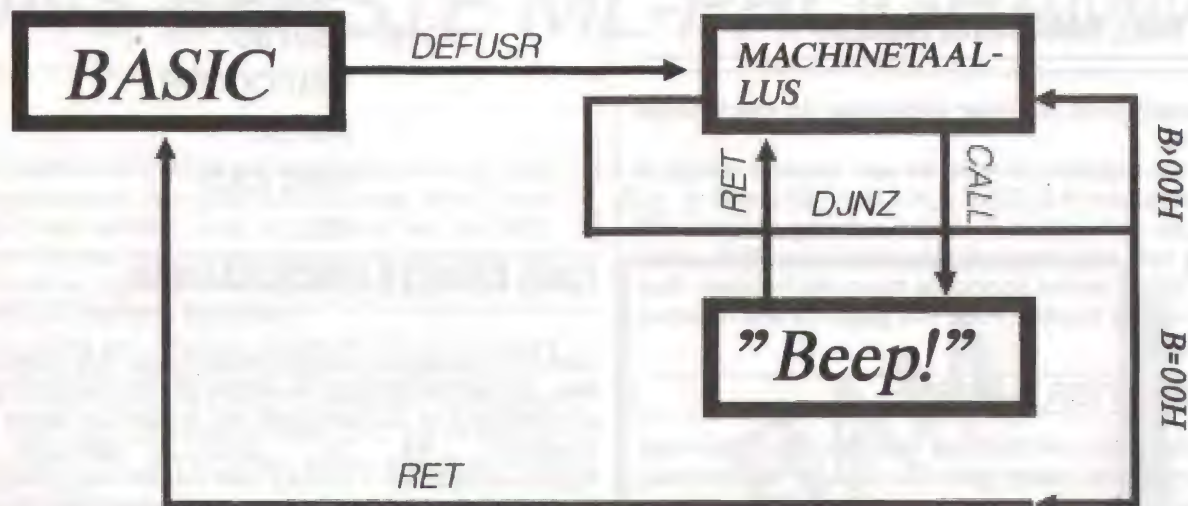 BASIC
DEFUSR
MACHINETAAL-
LUS
B>00H
RET
DJNZ
CALL
"Beep!"
B=00H
RET